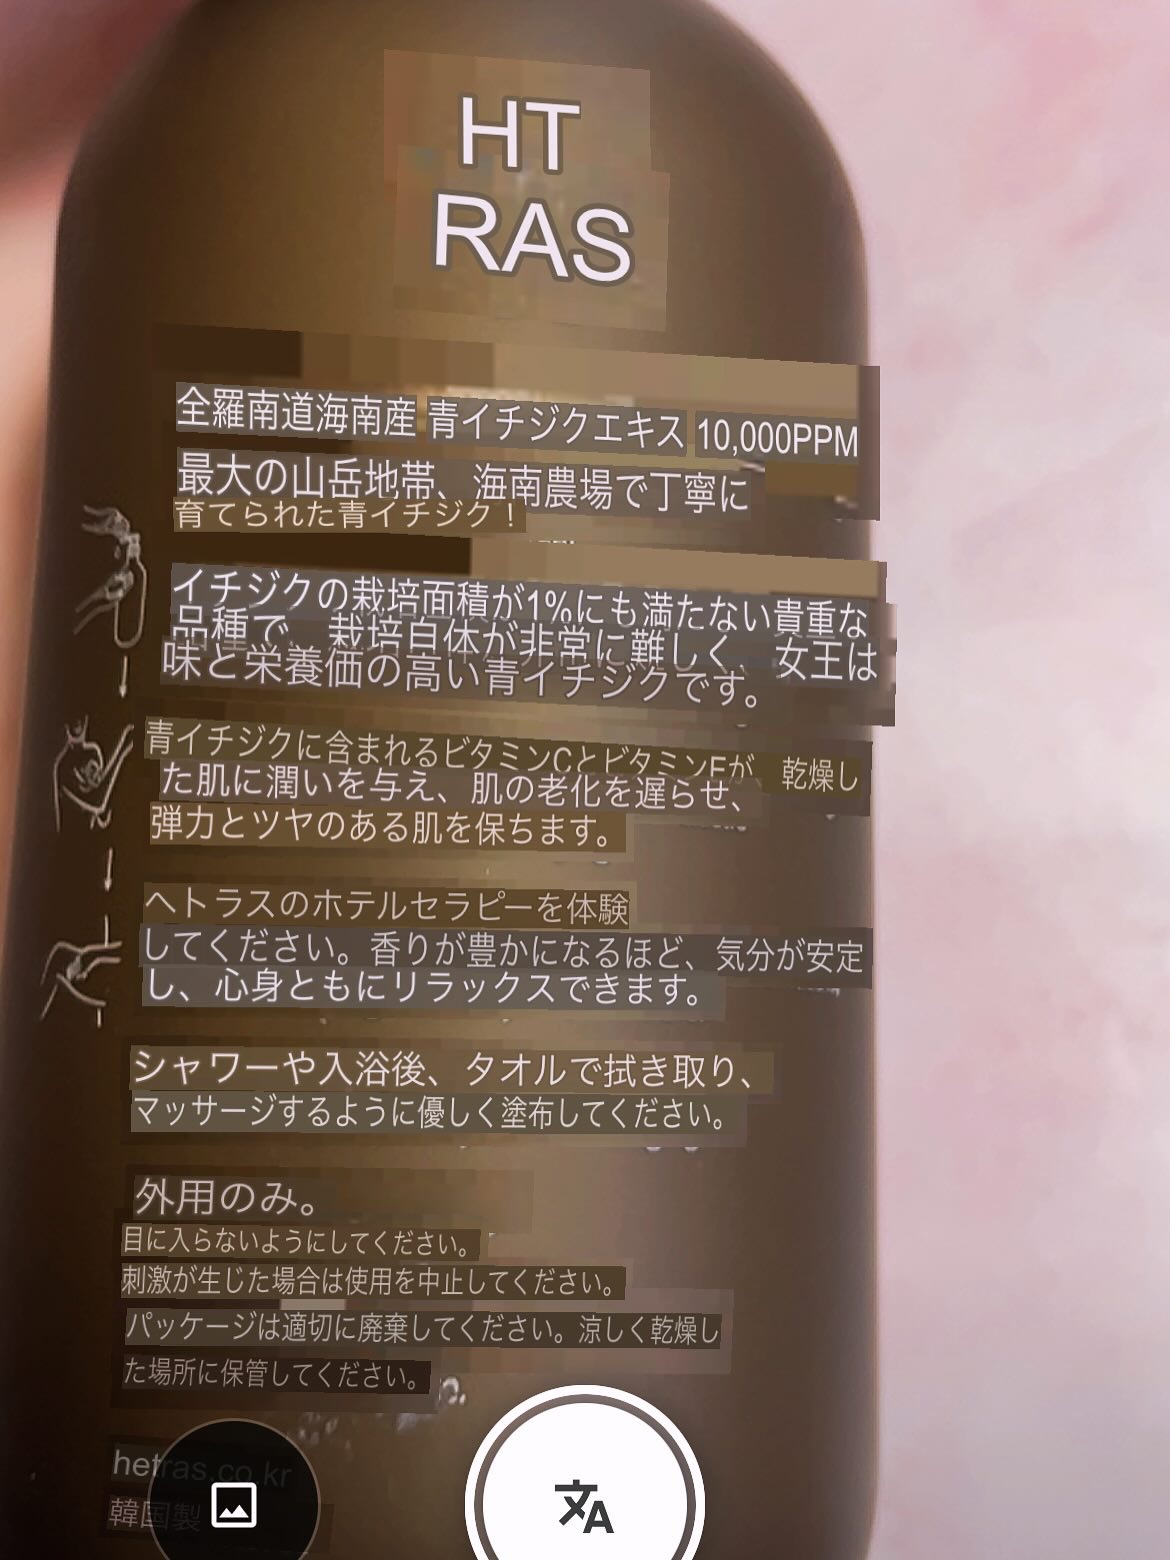 HT
RAS
全羅南道海南産 青イチジクエキス 10,000PPM
最大の山岳地帯、海南農場で丁寧に
育てられた青イチジク！
イチジクの栽培面積が1%にも満たない貴重な
品種で、栽培自体が非常に難しく、女王は
味と栄養価の高い青イチジクです。
青イチジクに含まれるビタミンCとビタミンEが、乾燥し
た肌に潤いを与え、肌の老化を遅らせ、
弾力とツヤのある肌を保ちます。
ヘトラスのホテルセラピーを体験
してください。香りが豊かになるほど、気分が安定
し、心身ともにリラックスできます。
シャワーや入浴後、タオルで拭き取り、
マッサージするように優しく塗布してください。
外用のみ。
目に入らないようにしてください。
刺激が生じた場合は使用を中止してください。
パッケージは適切に廃棄してください。涼しく乾燥し
た場所に保管してください。
hetras.co.kr
韓国製